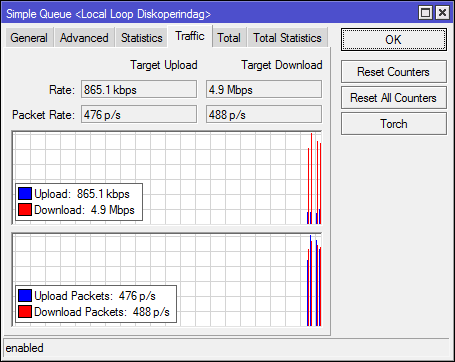 Simple Queue <Local Loop Diskoperindag>
General Advanced Statistics Traffic Total Total Statistics
OK
Target Upload Target Download
Reset Counters
Rate: 865.1 kbps 4.9 Mbps
Reset All Counters
Packet Rate: 476 p/s 488 p/s
Torch
Upload: 865.1 kbps
Download: 4.9 Mbps
Upload Packets: 476 p/s
Download Packets: 488 p/s
enabled